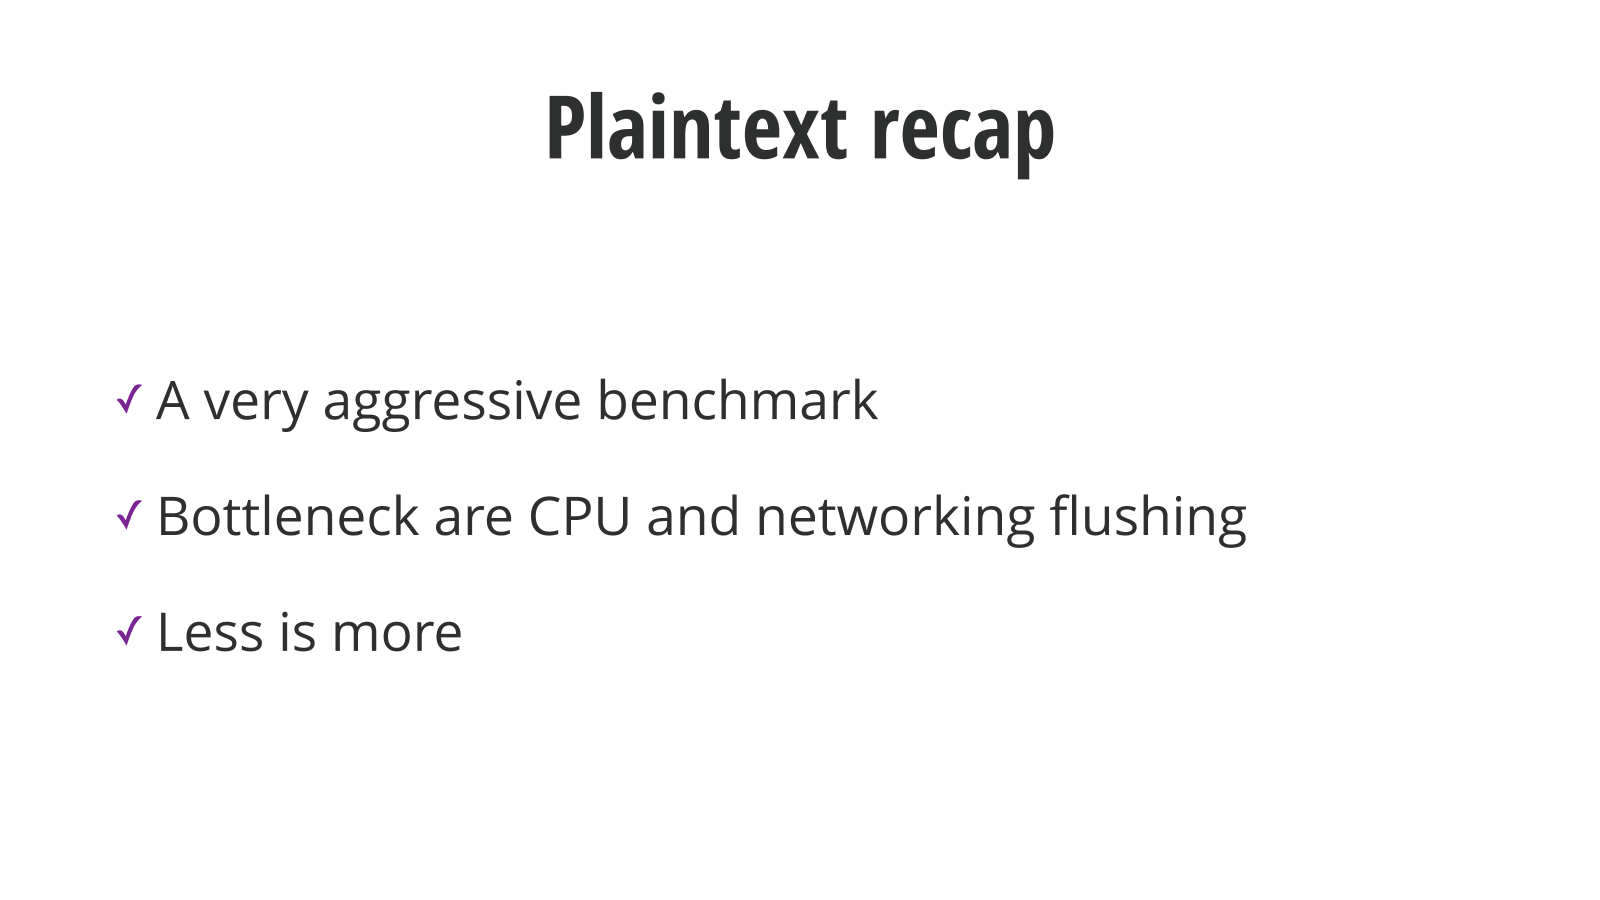 Plaintext recap
✓ A very aggressive benchmark
✓ Bottleneck are CPU and networking flushing
✓ Less is more